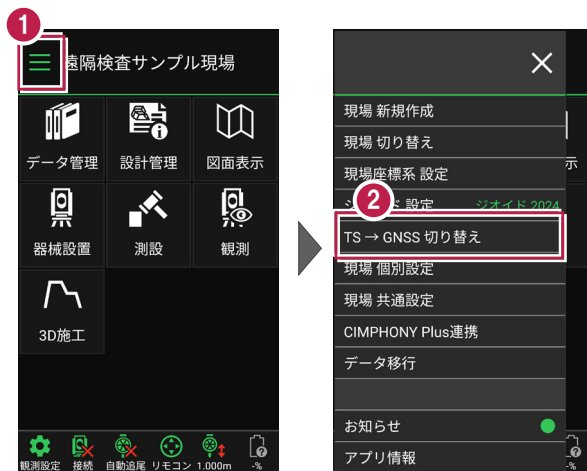 1
遠隔検査サンプル現場
データ管理
設計管理
図面表示
器械設置
測設
観測
3D施工
観測設定
接続
自動追尾
リモコン
1.000m
-%
現場 新規作成
現場 切り替え
現場座標系 設定
2
設定
ジオイド 2024
TS → GNSS 切り替え
現場 個別設定
現場 共通設定
CIMPHONY Plus連携
データ移行
お知らせ
アプリ情報
示
-%